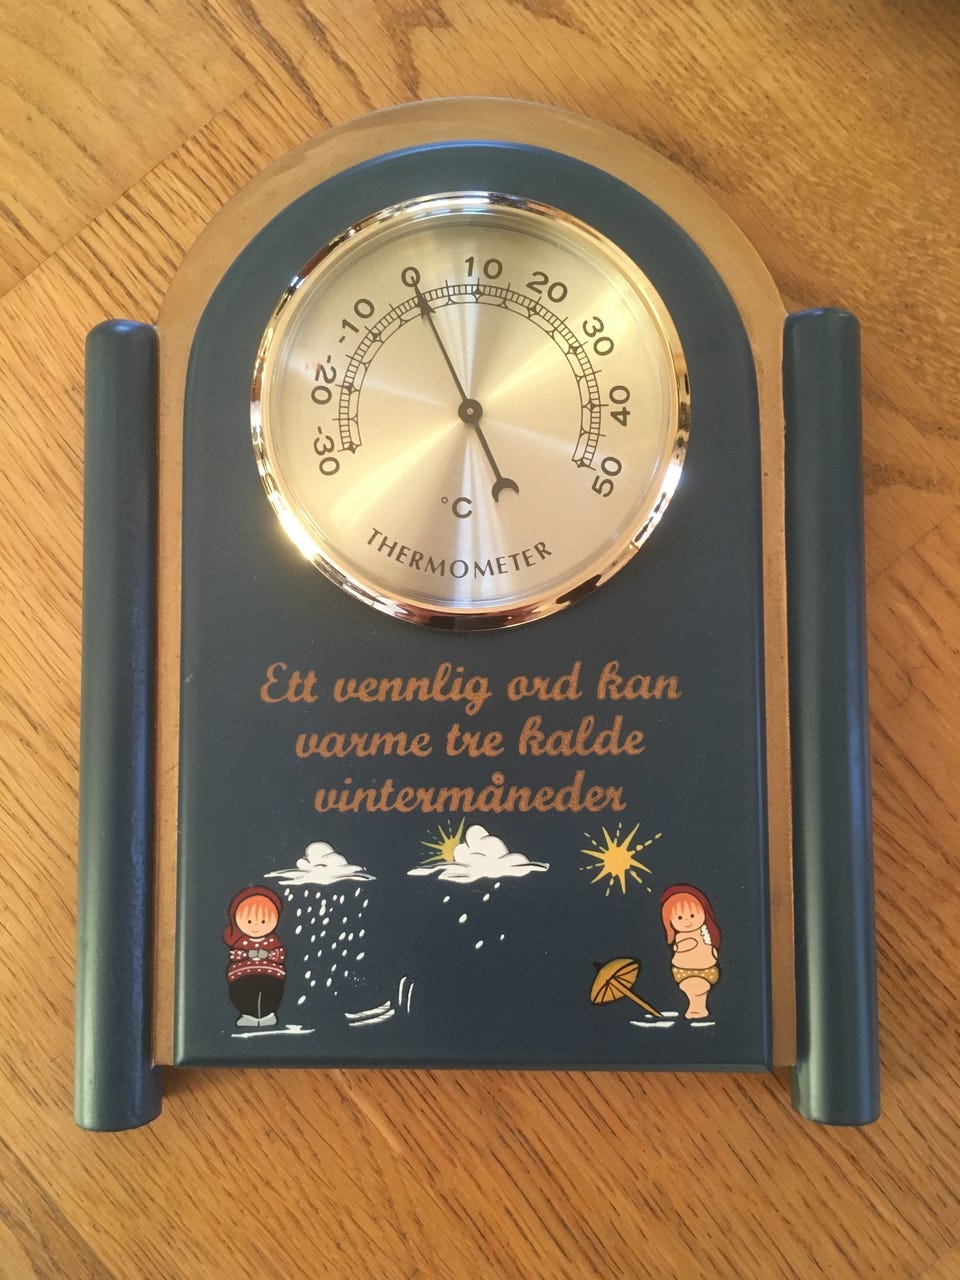 0 10 20 30 40 50
-10 -20 -30
°C
THERMOMETER
Ett vennlig ord kan
varme tre kalde
vintermåneder